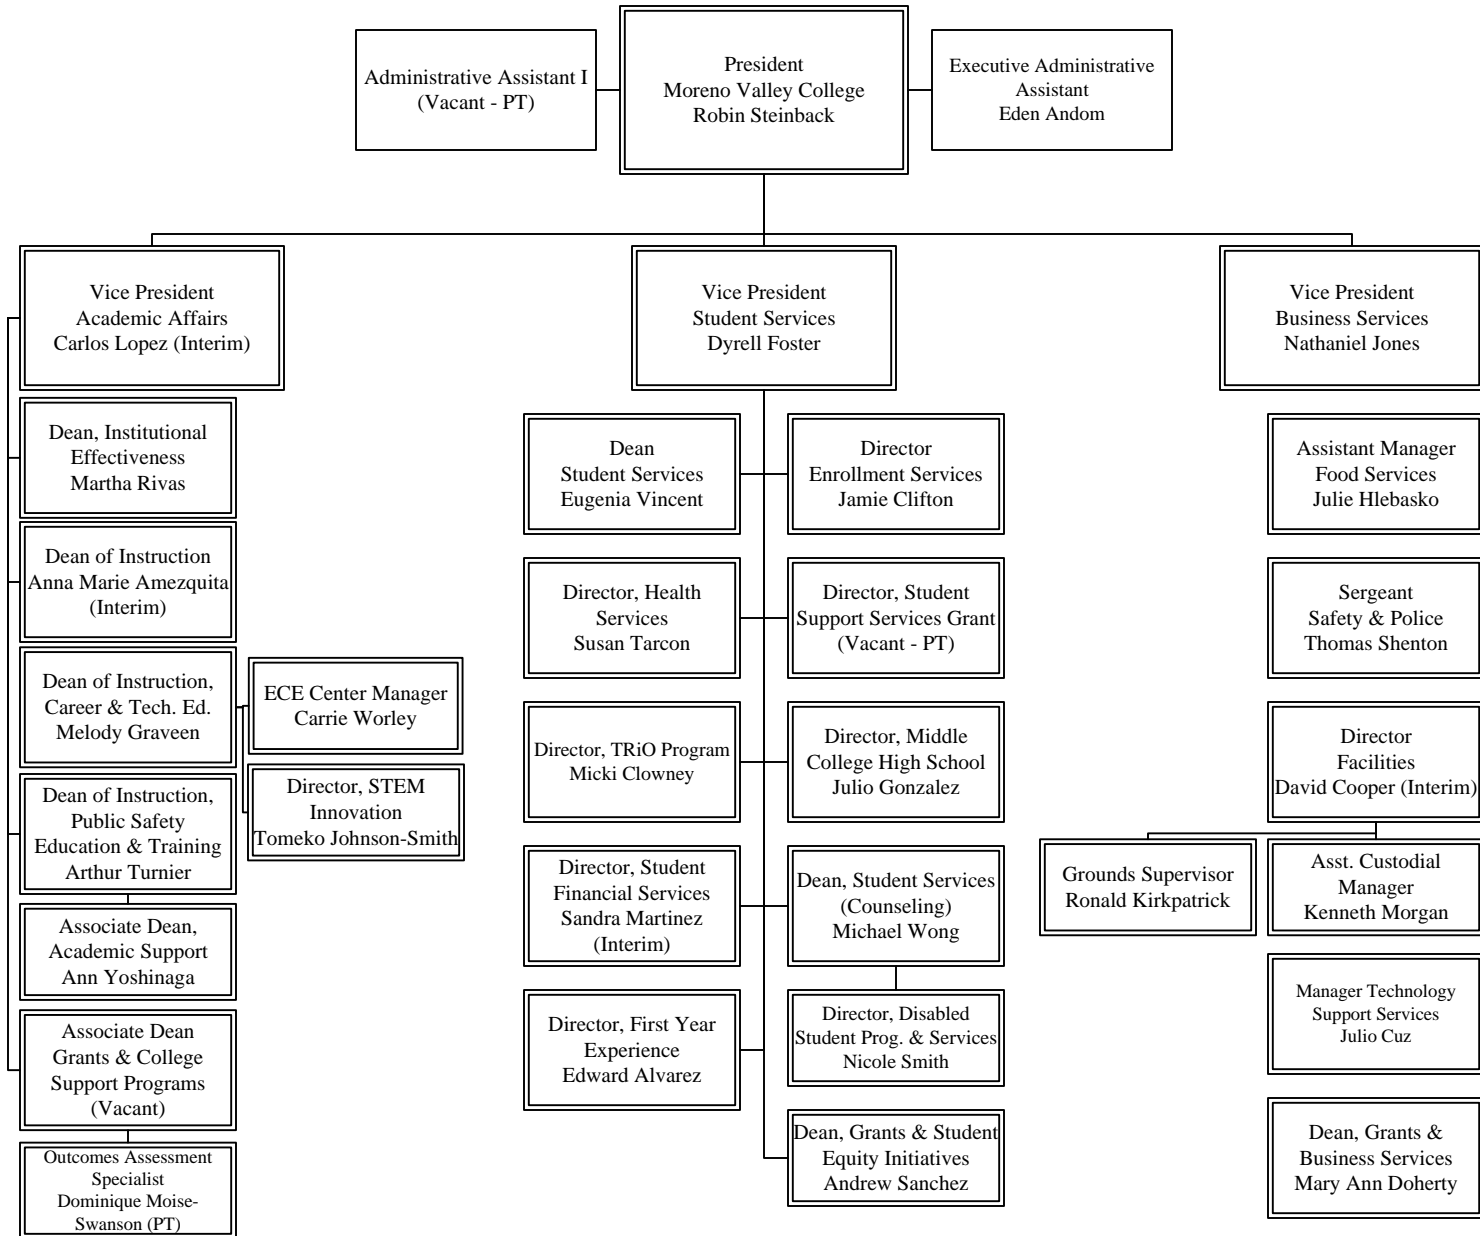 Administrative Assistant I
(Vacant - PT)
President
Moreno Valley College
Robin Steinback
Executive Administrative
Assistant
Eden Andom
Vice President
Academic Affairs
Carlos Lopez (Interim)
Dean, Institutional
Effectiveness
Martha Rivas
Dean of Instruction
Anna Marie Amezquita
(Interim)
Dean of Instruction,
Career & Tech. Ed.
Melody Graveen
ECE Center Manager
Carrie Worley
Director, STEM
Innovation
Tomeko Johnson-Smith
Dean of Instruction,
Public Safety
Education & Training
Arthur Turnier
Associate Dean,
Academic Support
Ann Yoshinaga
Associate Dean
Grants & College
Support Programs
(Vacant)
Outcomes Assessment
Specialist
Dominique Moise-
Swanson (PT)
Vice President
Student Services
Dyrell Foster
Dean
Student Services
Eugenia Vincent
Director
Enrollment Services
Jamie Clifton
Director, Health
Services
Susan Tarcon
Director, Student
Support Services Grant
(Vacant - PT)
Director, TRiO Program
Micki Clowney
Director, Middle
College High School
Julio Gonzalez
Director, Student
Financial Services
Sandra Martinez
(Interim)
Dean, Student Services
(Counseling)
Michael Wong
Director, First Year
Experience
Edward Alvarez
Director, Disabled
Student Prog. & Services
Nicole Smith
Dean, Grants & Student
Equity Initiatives
Andrew Sanchez
Vice President
Business Services
Nathaniel Jones
Assistant Manager
Food Services
Julie Hlebasko
Sergeant
Safety & Police
Thomas Shenton
Director
Facilities
David Cooper (Interim)
Grounds Supervisor
Ronald Kirkpatrick
Asst. Custodial
Manager
Kenneth Morgan
Manager Technology
Support Services
Julio Cuz
Dean, Grants &
Business Services
Mary Ann Doherty